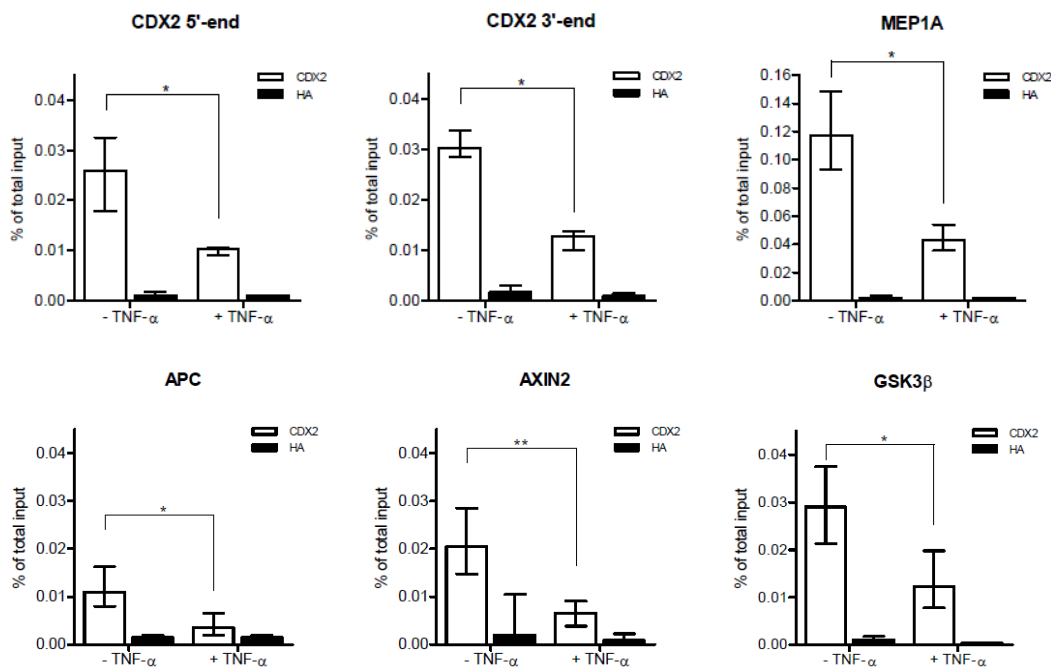 CDX2 5'-end
% of total input
0.04
0.03
0.02
0.01
0.00
*
CDX2
HA
- TNF-α
+ TNF-α
CDX2 3'-end
% of total input
0.04
0.03
0.02
0.01
0.00
*
CDX2
HA
- TNF-α
+ TNF-α
MEP1A
% of total input
0.16
0.14
0.12
0.10
0.08
0.06
0.04
0.02
0.00
*
CDX2
HA
- TNF-α
+ TNF-α
APC
% of total input
0.04
0.03
0.02
0.01
0.00
*
CDX2
HA
- TNF-α
+ TNF-α
AXIN2
% of total input
0.04
0.03
0.02
0.01
0.00
**
CDX2
HA
- TNF-α
+ TNF-α
GSK3β
% of total input
0.04
0.03
0.02
0.01
0.00
*
CDX2
HA
- TNF-α
+ TNF-α